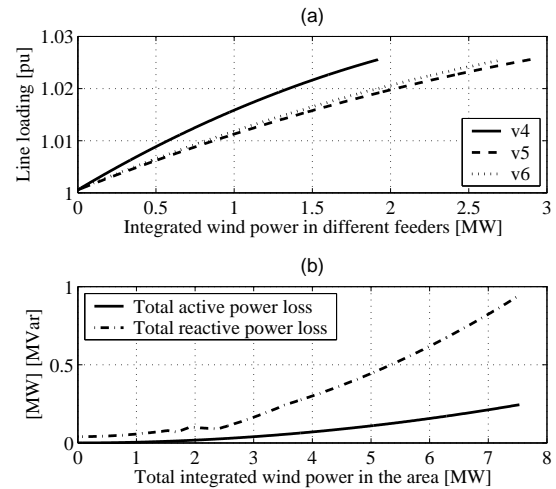 (a)
1.03
1.02
1.01
1
Line loading [pu]
v4
v5
v6
0 0.5 1 1.5 2 2.5 3
Integrated wind power in different feeders [MW]
(b)
1
0.5
0
[MW] [MVar]
Total active power loss
Total reactive power loss
0 1 2 3 4 5 6 7 8
Total integrated wind power in the area [MW]